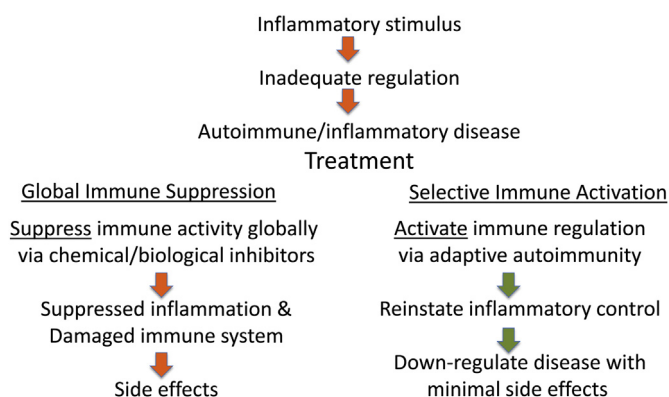 Inflammatory stimulus
Inadequate regulation
Autoimmune/inflammatory disease
Treatment
Global Immune Suppression
Suppress immune activity globally
via chemical/biological inhibitors
Suppressed inflammation &
Damaged immune system
Side effects
Selective Immune Activation
Activate immune regulation
via adaptive autoimmunity
Reinstate inflammatory control
Down-regulate disease with
minimal side effects